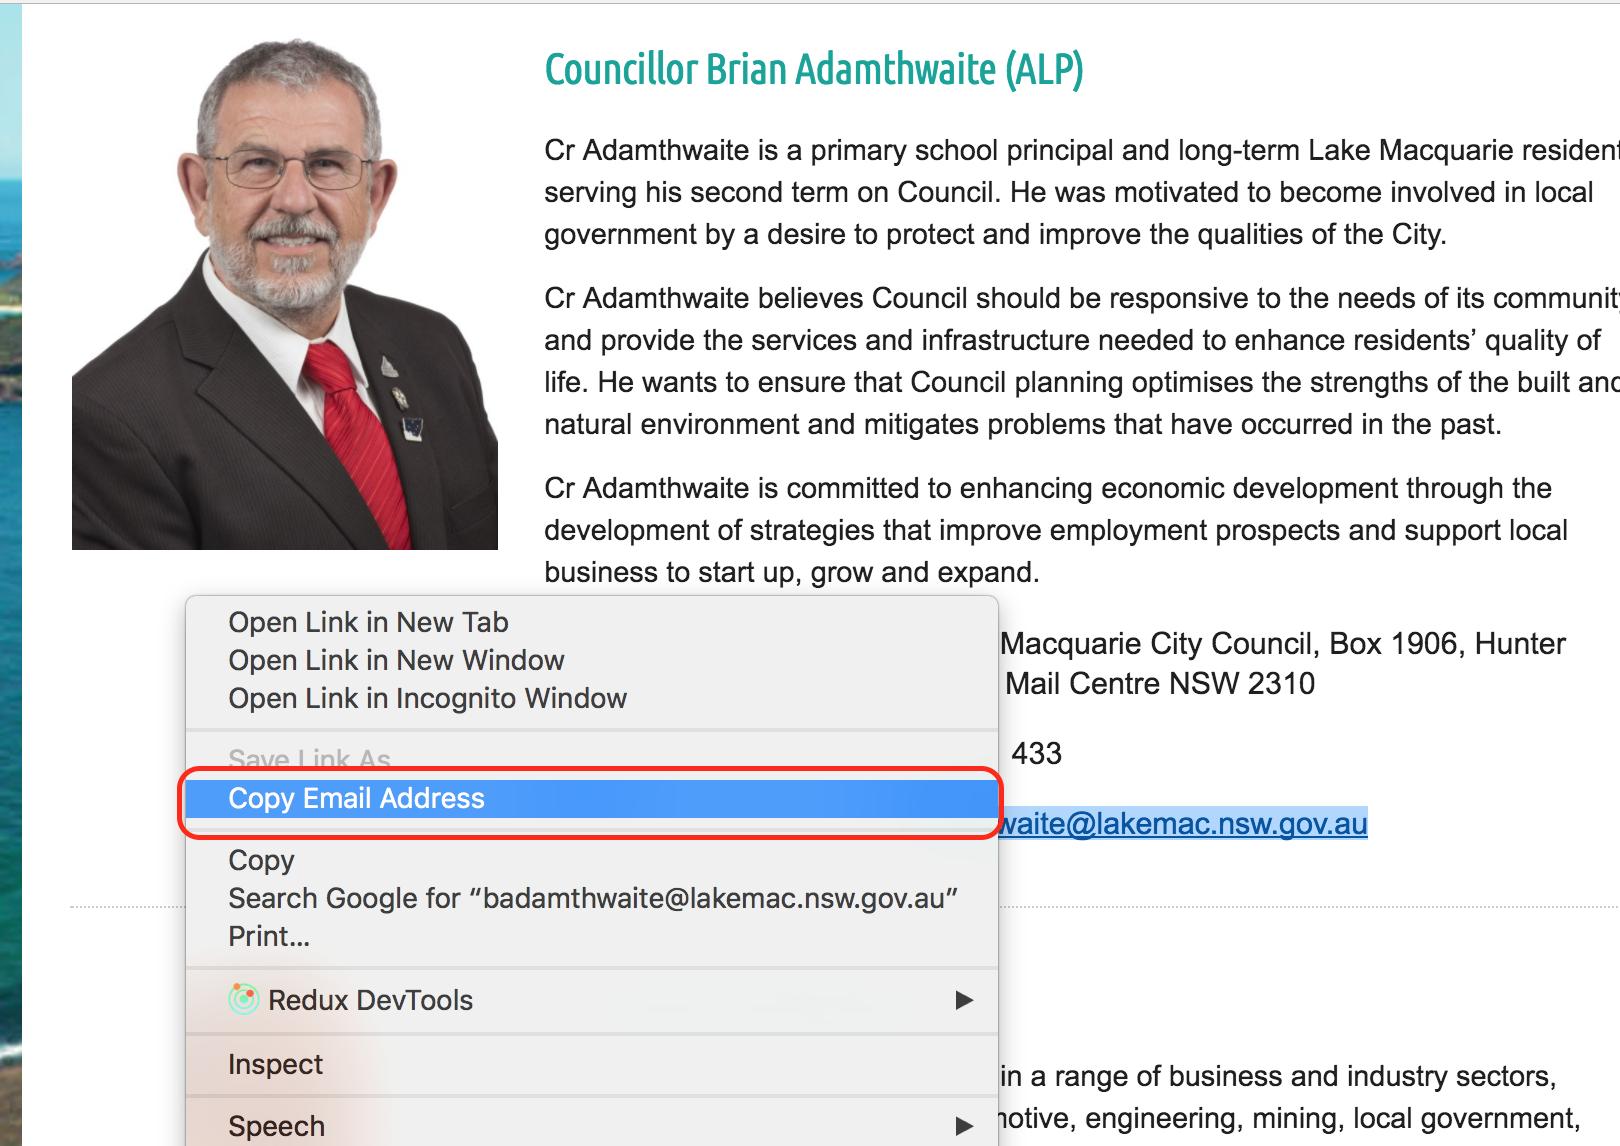 Councillor Brian Adamthwaite (ALP)
Cr Adamthwaite is a primary school principal and long-term Lake Macquarie resident
serving his second term on Council. He was motivated to become involved in local
government by a desire to protect and improve the qualities of the City.
Cr Adamthwaite believes Council should be responsive to the needs of its community
and provide the services and infrastructure needed to enhance residents’ quality of
life. He wants to ensure that Council planning optimises the strengths of the built and
natural environment and mitigates problems that have occurred in the past.
Cr Adamthwaite is committed to enhancing economic development through the
development of strategies that improve employment prospects and support local
business to start up, grow and expand.
Macquarie City Council, Box 1906, Hunter
Mail Centre NSW 2310
433
waite@lakemac.nsw.gov.au
Open Link in New Tab
Open Link in New Window
Open Link in Incognito Window
Save Link As
Copy Email Address
Copy
Search Google for “badamthwaite@lakemac.nsw.gov.au”
Print...
Redux DevTools
Inspect
Speech
in a range of business and industry sectors,
motive, engineering, mining, local government,